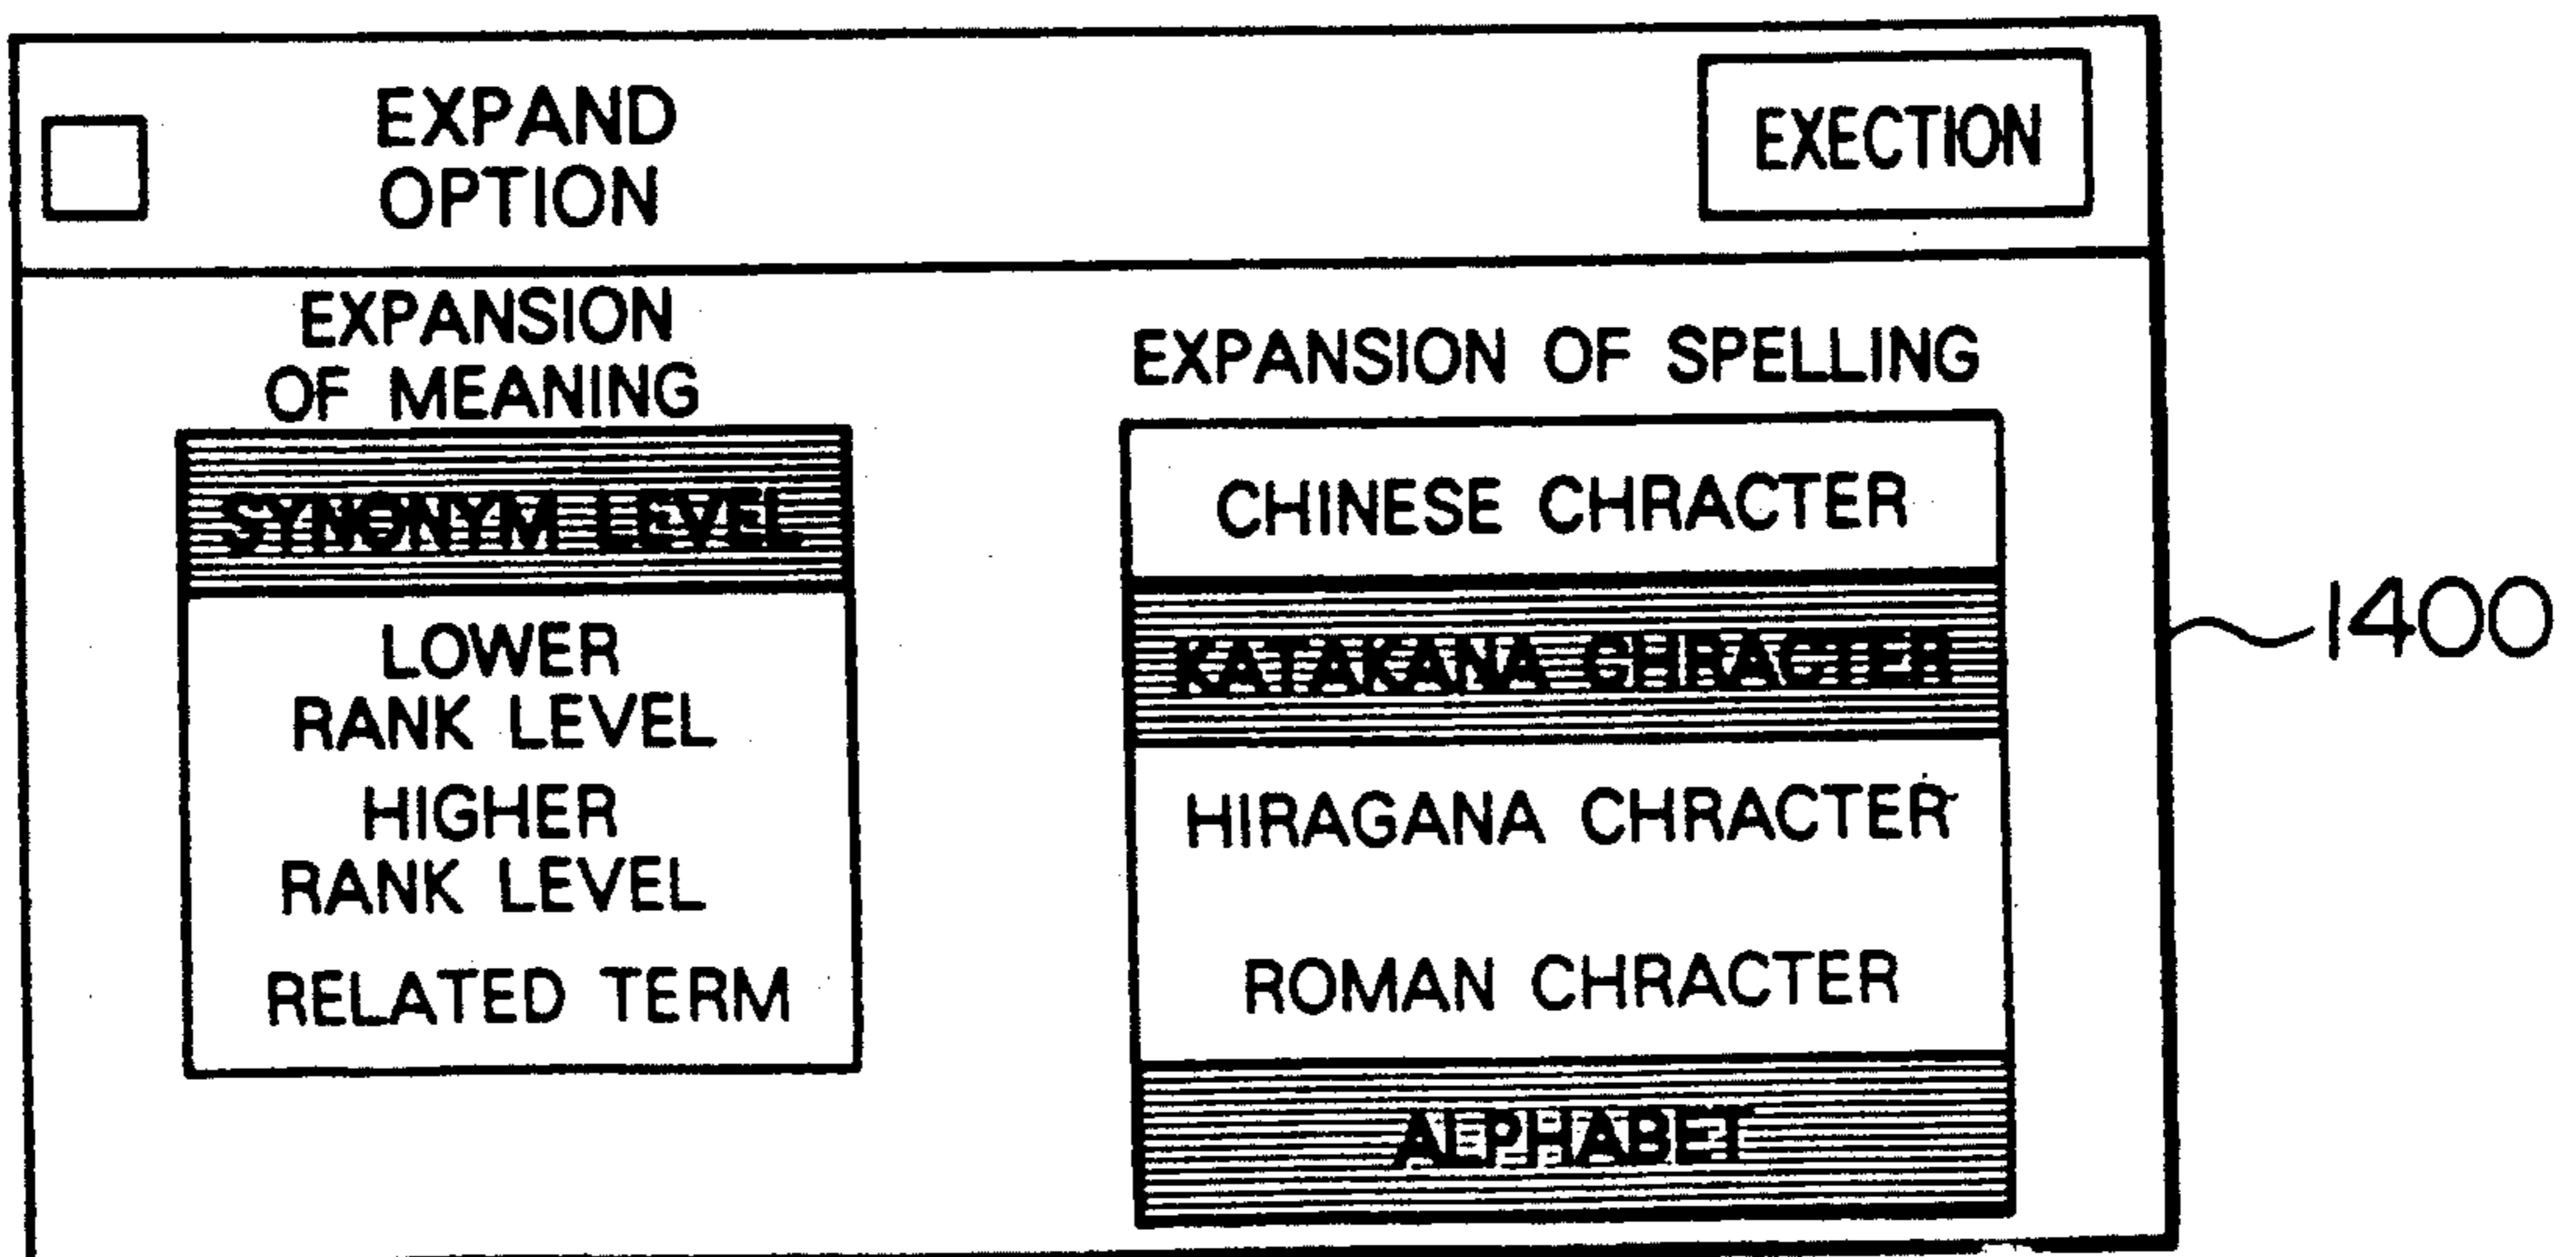 EXPAND
OPTION
EXECTION
EXPANSION
OF MEANING
SYNONYM LEVEL
LOWER
RANK LEVEL
HIGHER
RANK LEVEL
RELATED TERM
EXPANSION OF SPELLING
CHINESE CHRACTER
KATAKANA CHRACTER
HIRAGANA CHRACTER
ROMAN CHRACTER
ALPHABET
1400